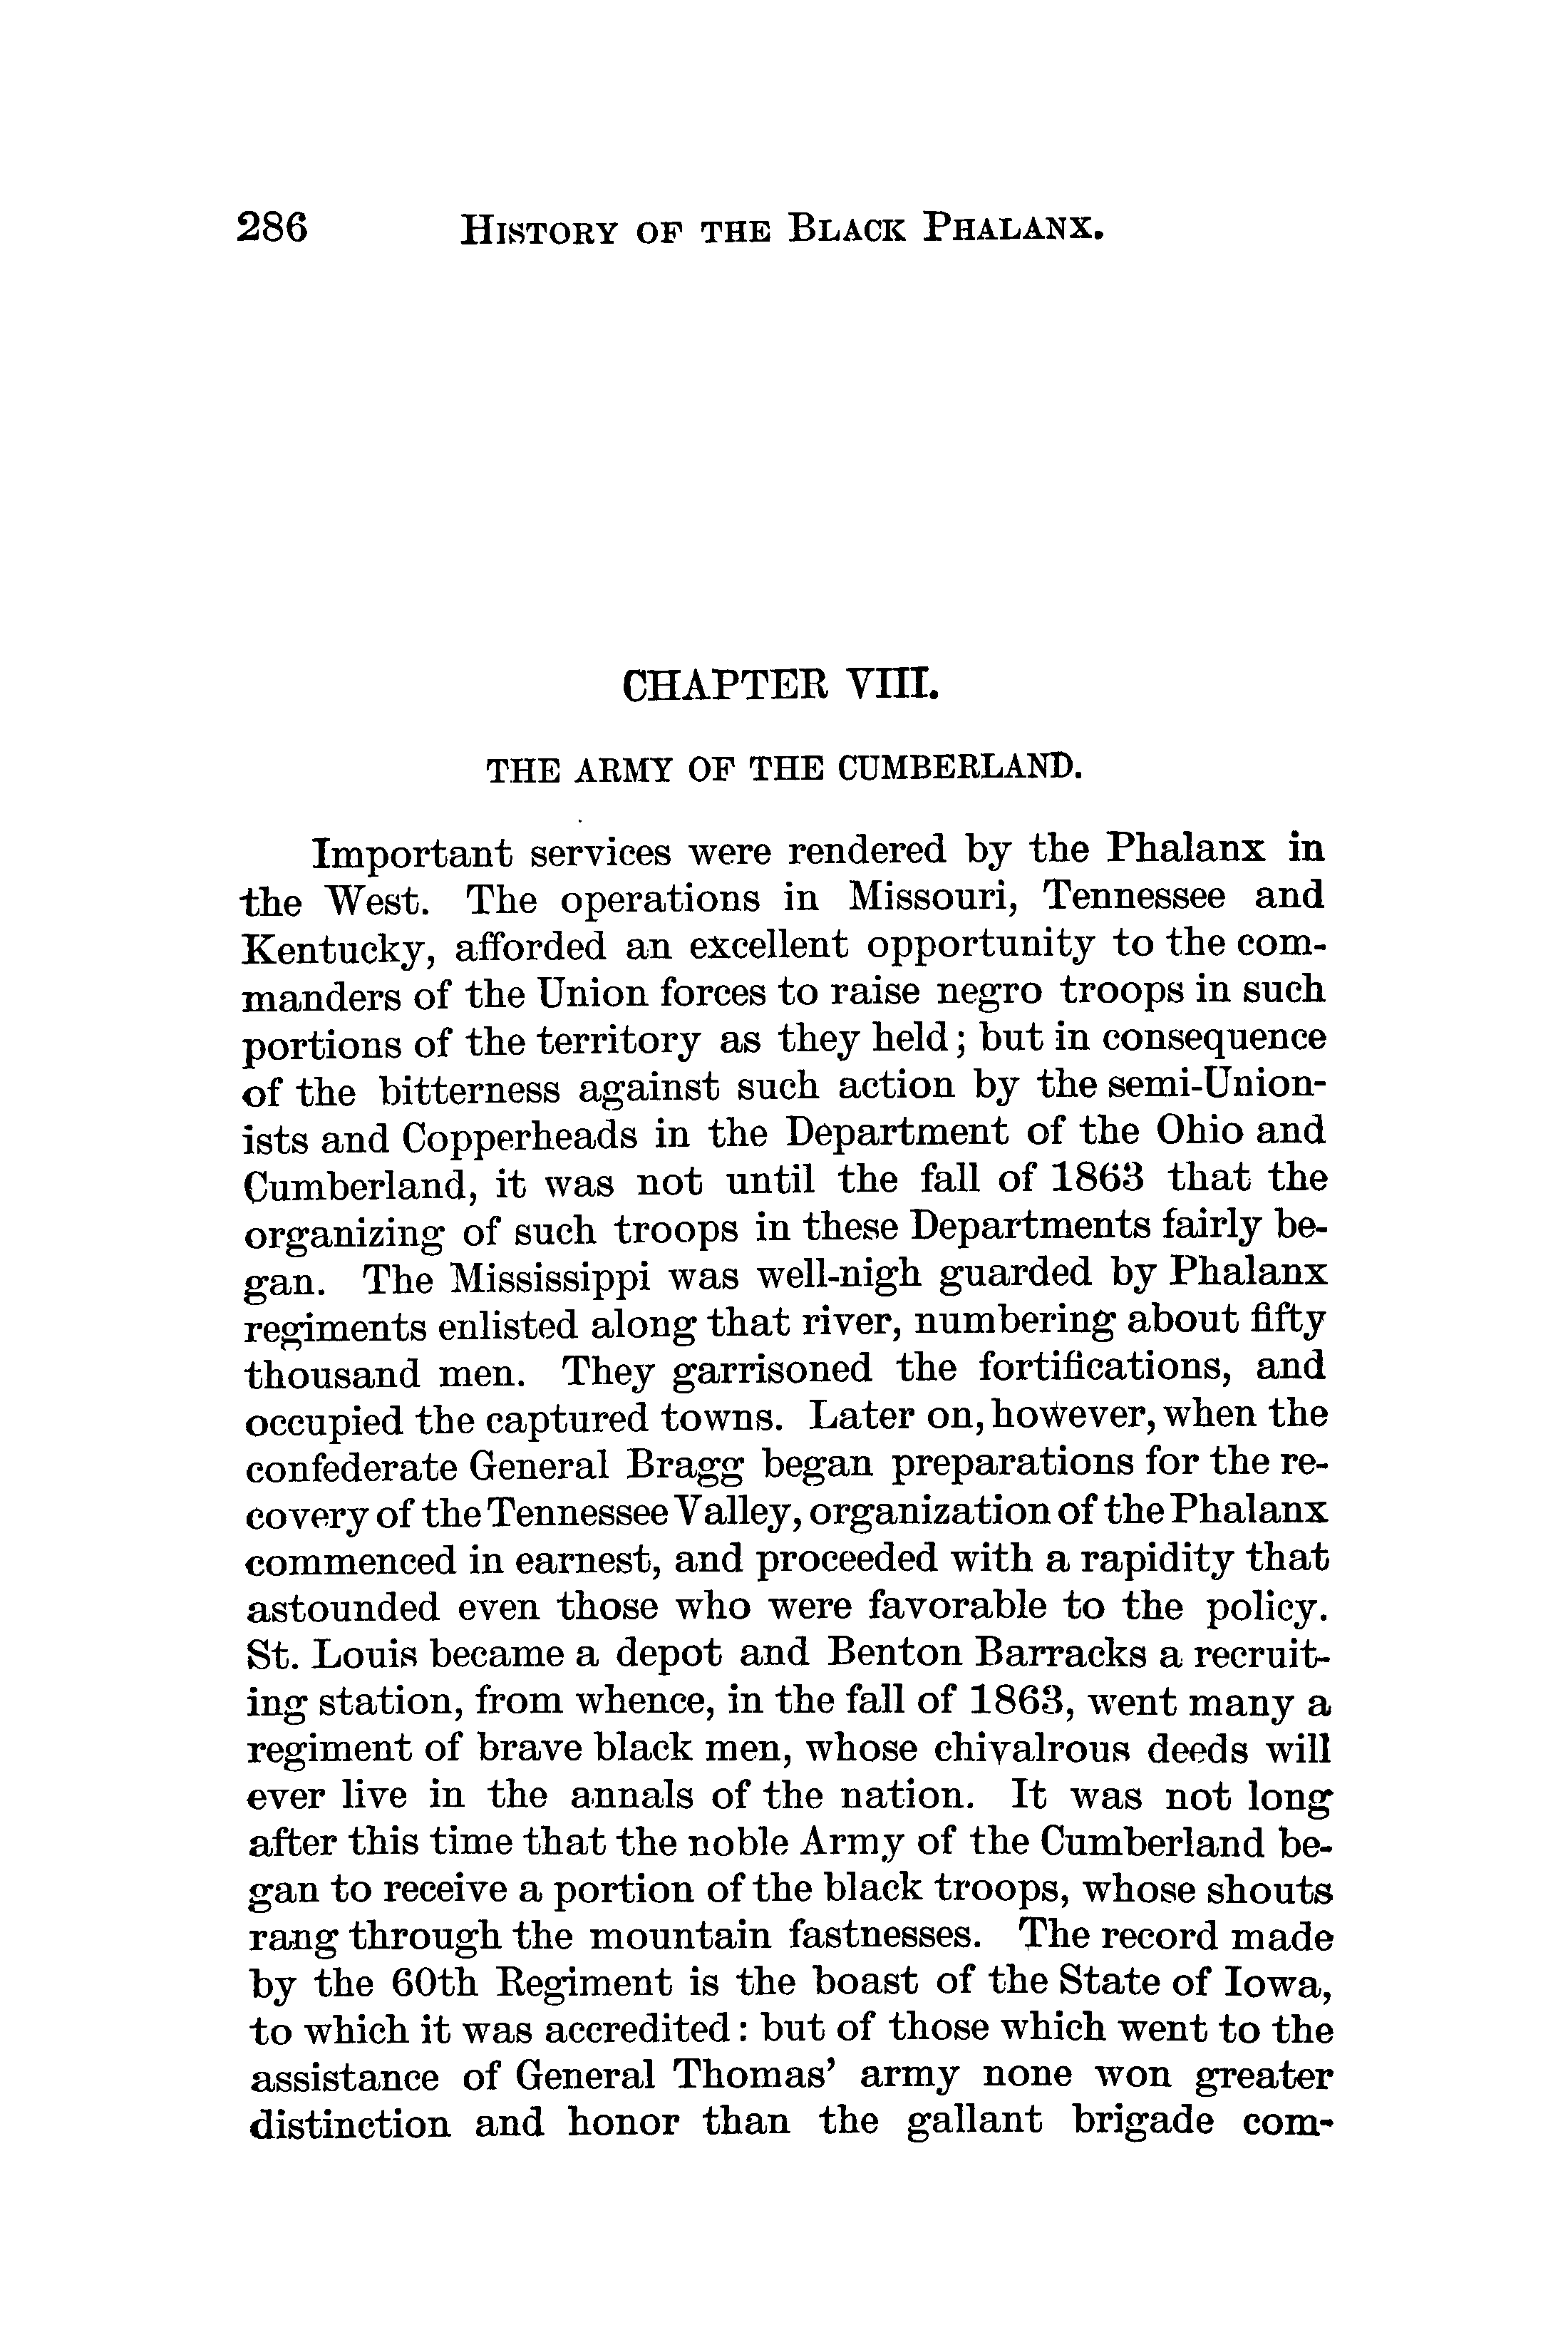 286 History of the Black Phalanx.
CHAPTER VIII.
THE ARMY OF THE CUMBERLAND.
Important services were rendered by the Phalanx in
the West. The operations in Missouri, Tennessee and
Kentucky, afforded an excellent opportunity to the com-
manders of the Union forces to raise negro troops in such
portions of the territory as they held; but in consequence
of the bitterness against such action by the semi-Union-
ists and Copperheads in the Department of the Ohio and
Cumberland, it was not until the fall of 1863 that the
organizing of such troops in these Departments fairly be-
gan. The Mississippi was well-nigh guarded by Phalanx
regiments enlisted along that river, numbering about fifty
thousand men. They garrisoned the fortifications, and
occupied the captured towns. Later on, however, when the
confederate General Bragg began preparations for the re-
covery of the Tennessee Valley, organization of the Phalanx
commenced in earnest, and proceeded with a rapidity that
astounded even those who were favorable to the policy.
St. Louis became a depot and Benton Barracks a recruit-
ing station, from whence, in the fall of 1863, went many a
regiment of brave black men, whose chivalrous deeds will
ever live in the annals of the nation. It was not long
after this time that the noble Army of the Cumberland be-
gan to receive a portion of the black troops, whose shouts
rang through the mountain fastnesses. The record made
by the 60th Regiment is the boast of the State of Iowa,
to which it was accredited: but of those which went to the
assistance of General Thomas' army none won greater
distinction and honor than the gallant brigade com-